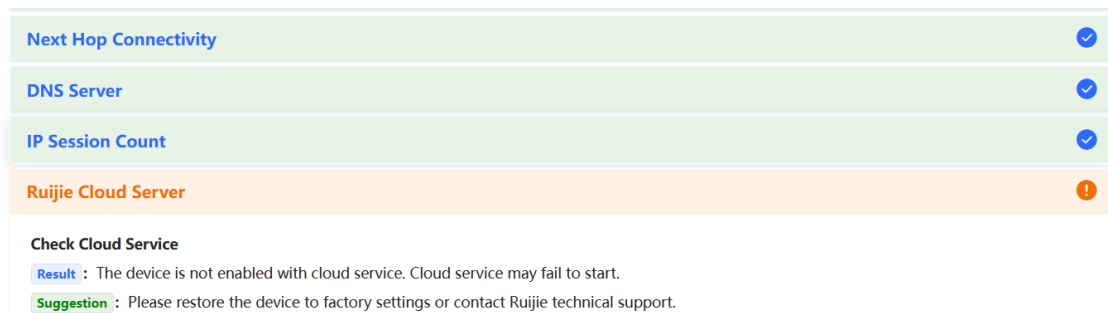 Next Hop Connectivity
DNS Server
IP Session Count
Ruijie Cloud Server
Check Cloud Service
Result : The device is not enabled with cloud service. Cloud service may fail to start.
Suggestion : Please restore the device to factory settings or contact Ruijie technical support.